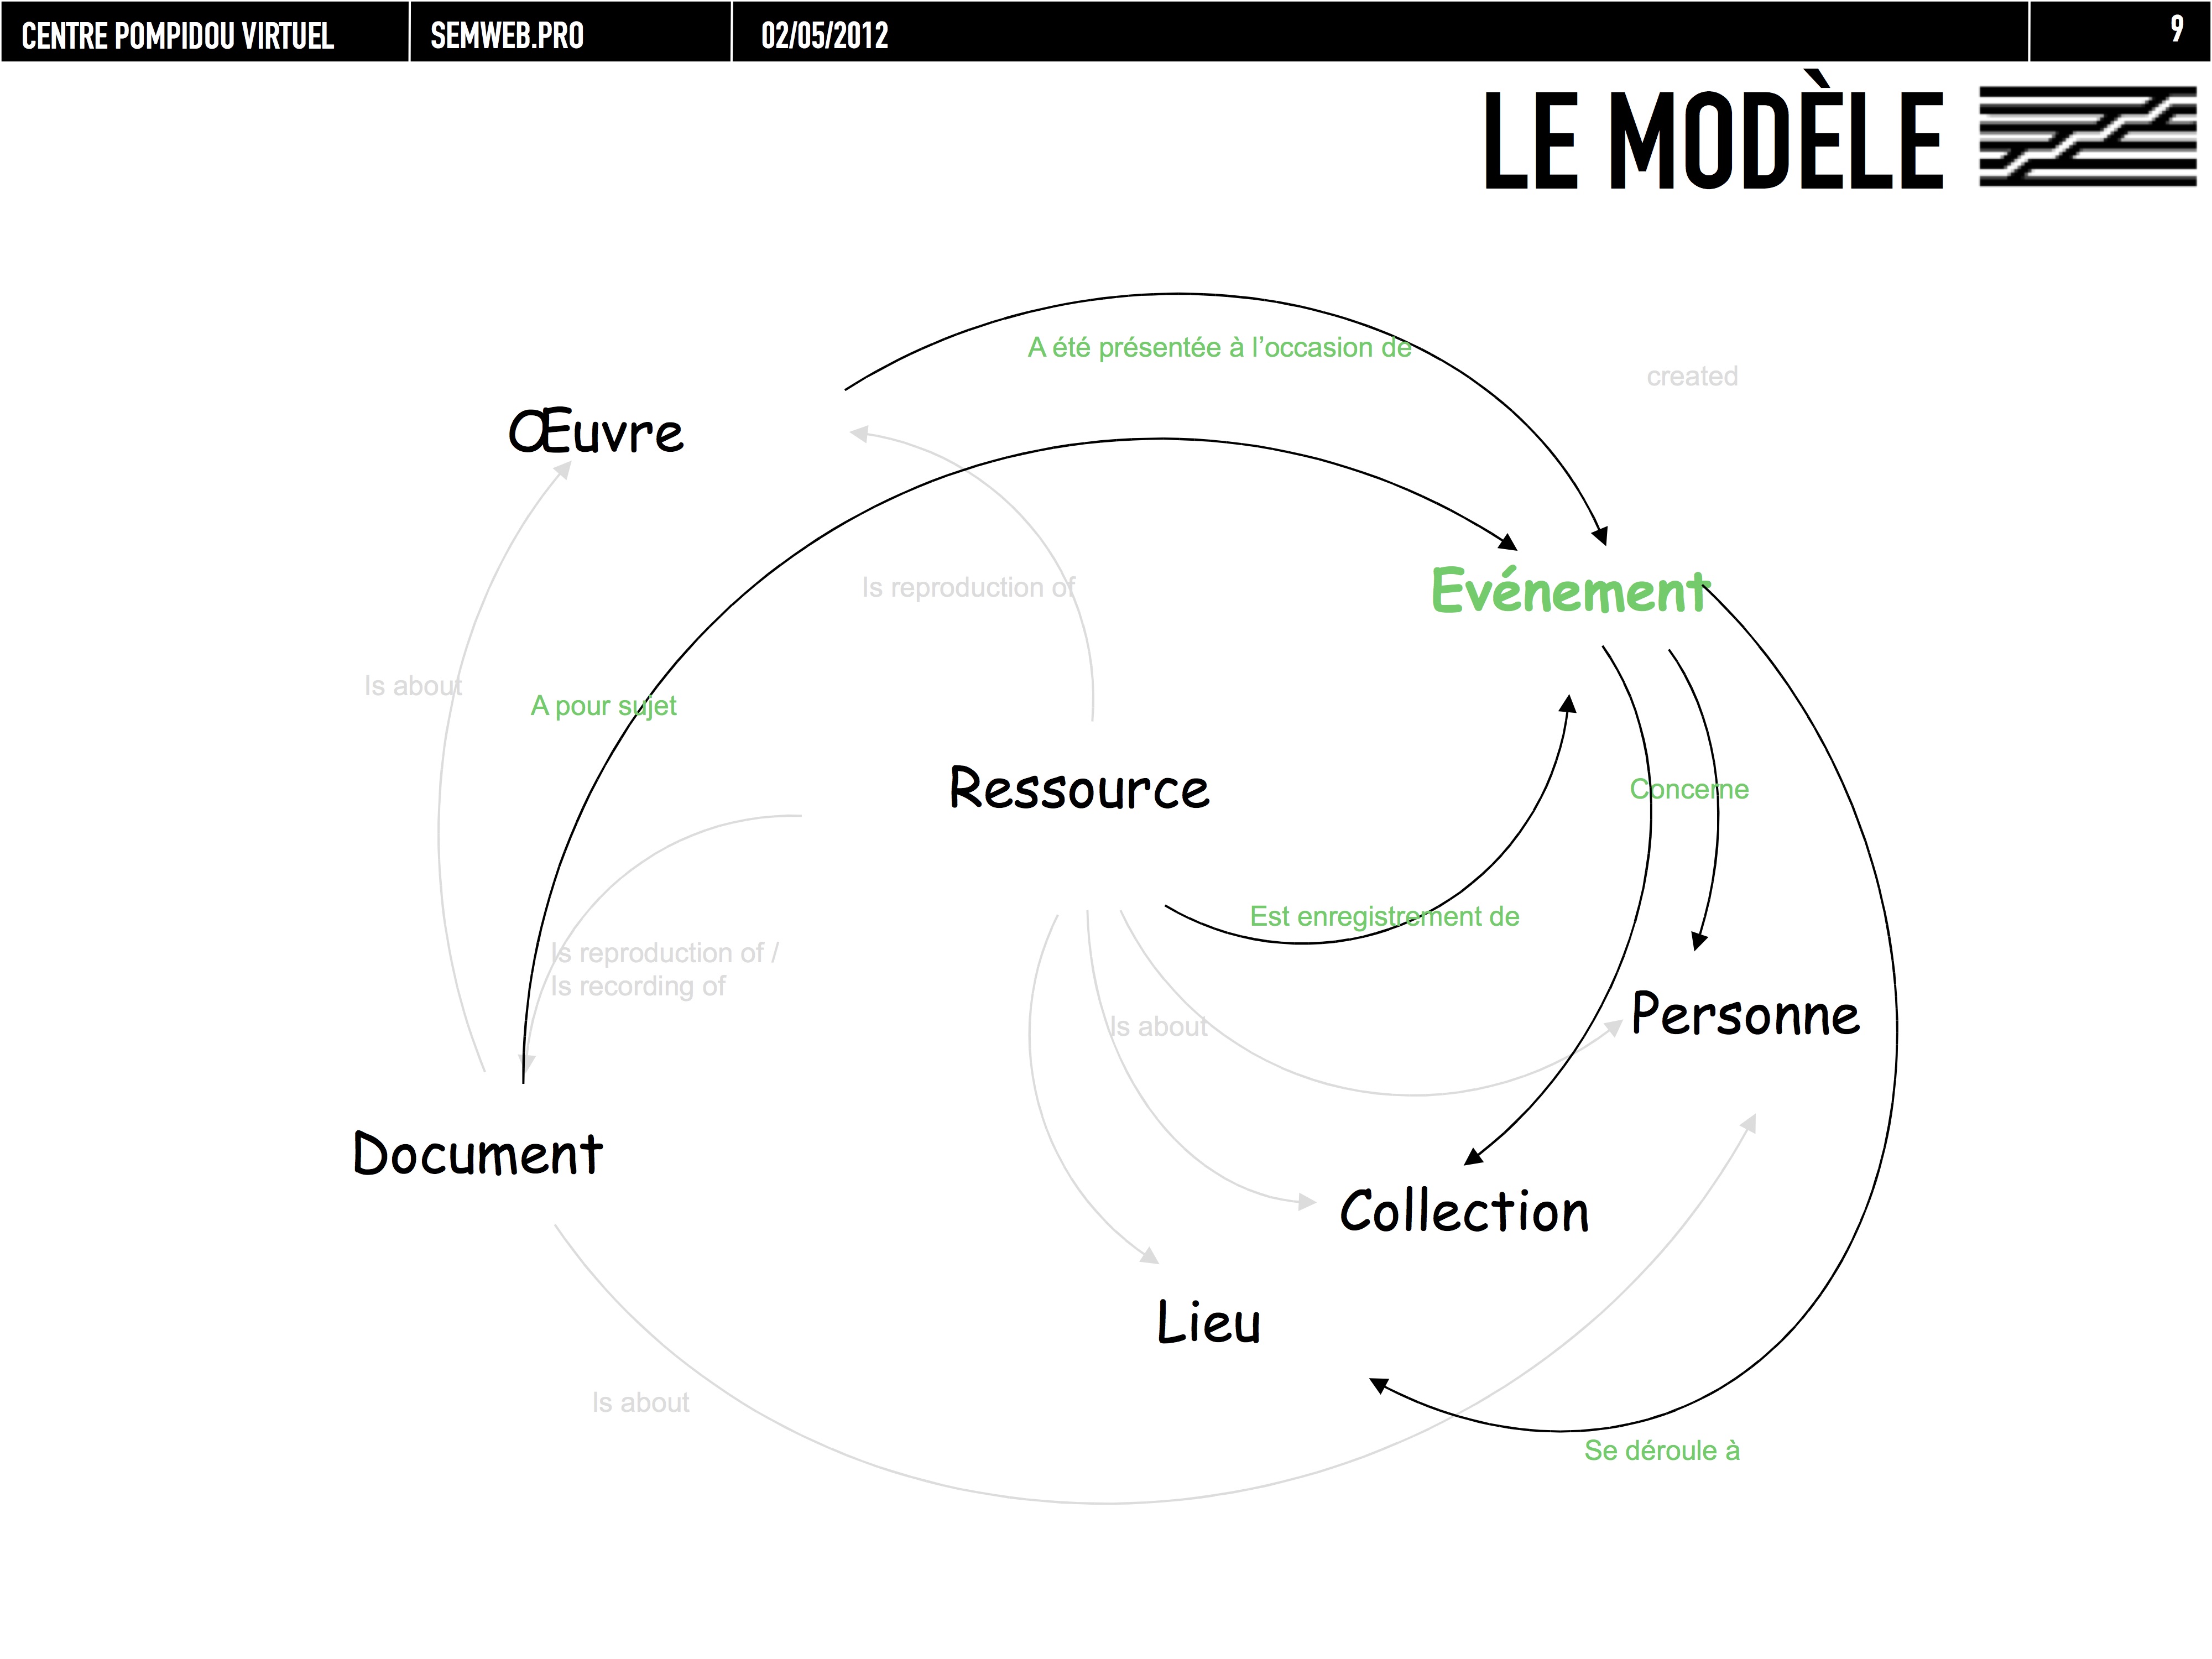 CENTRE POMPIDOU VIRTUEL
SEMWEB.PRO
02/05/2012
9
LE MODÈLE
A été présentée à l’occasion de
created
Œuvre
Is reproduction of
Evénement
Is about
A pour sujet
Ressource
Concerne
Est enregistrement de
Is reproduction of /
Is recording of
Is about
Personne
Document
Collection
Lieu
Is about
Se déroule à